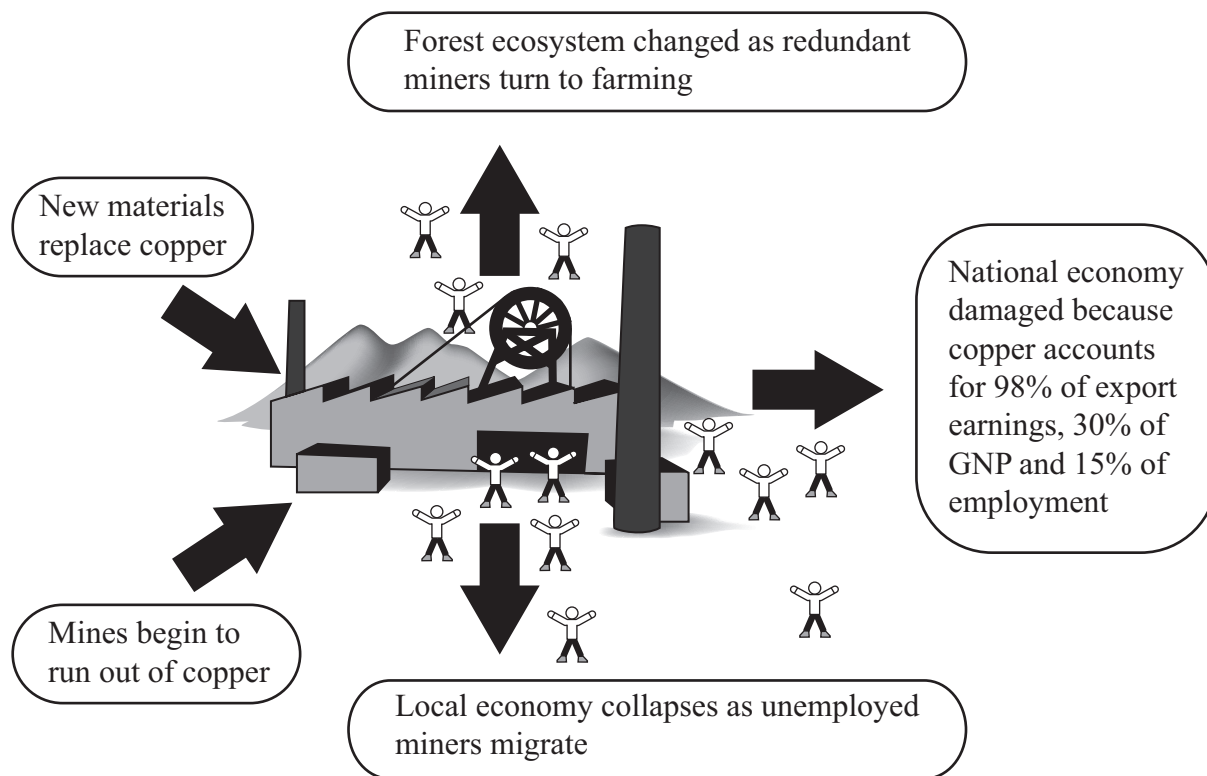 Forest ecosystem changed as redundant
miners turn to farming
New materials
replace copper
National economy
damaged because
copper accounts
for 98% of export
earnings, 30% of
GNP and 15% of
employment
Mines begin to
run out of copper
Local economy collapses as unemployed
miners migrate